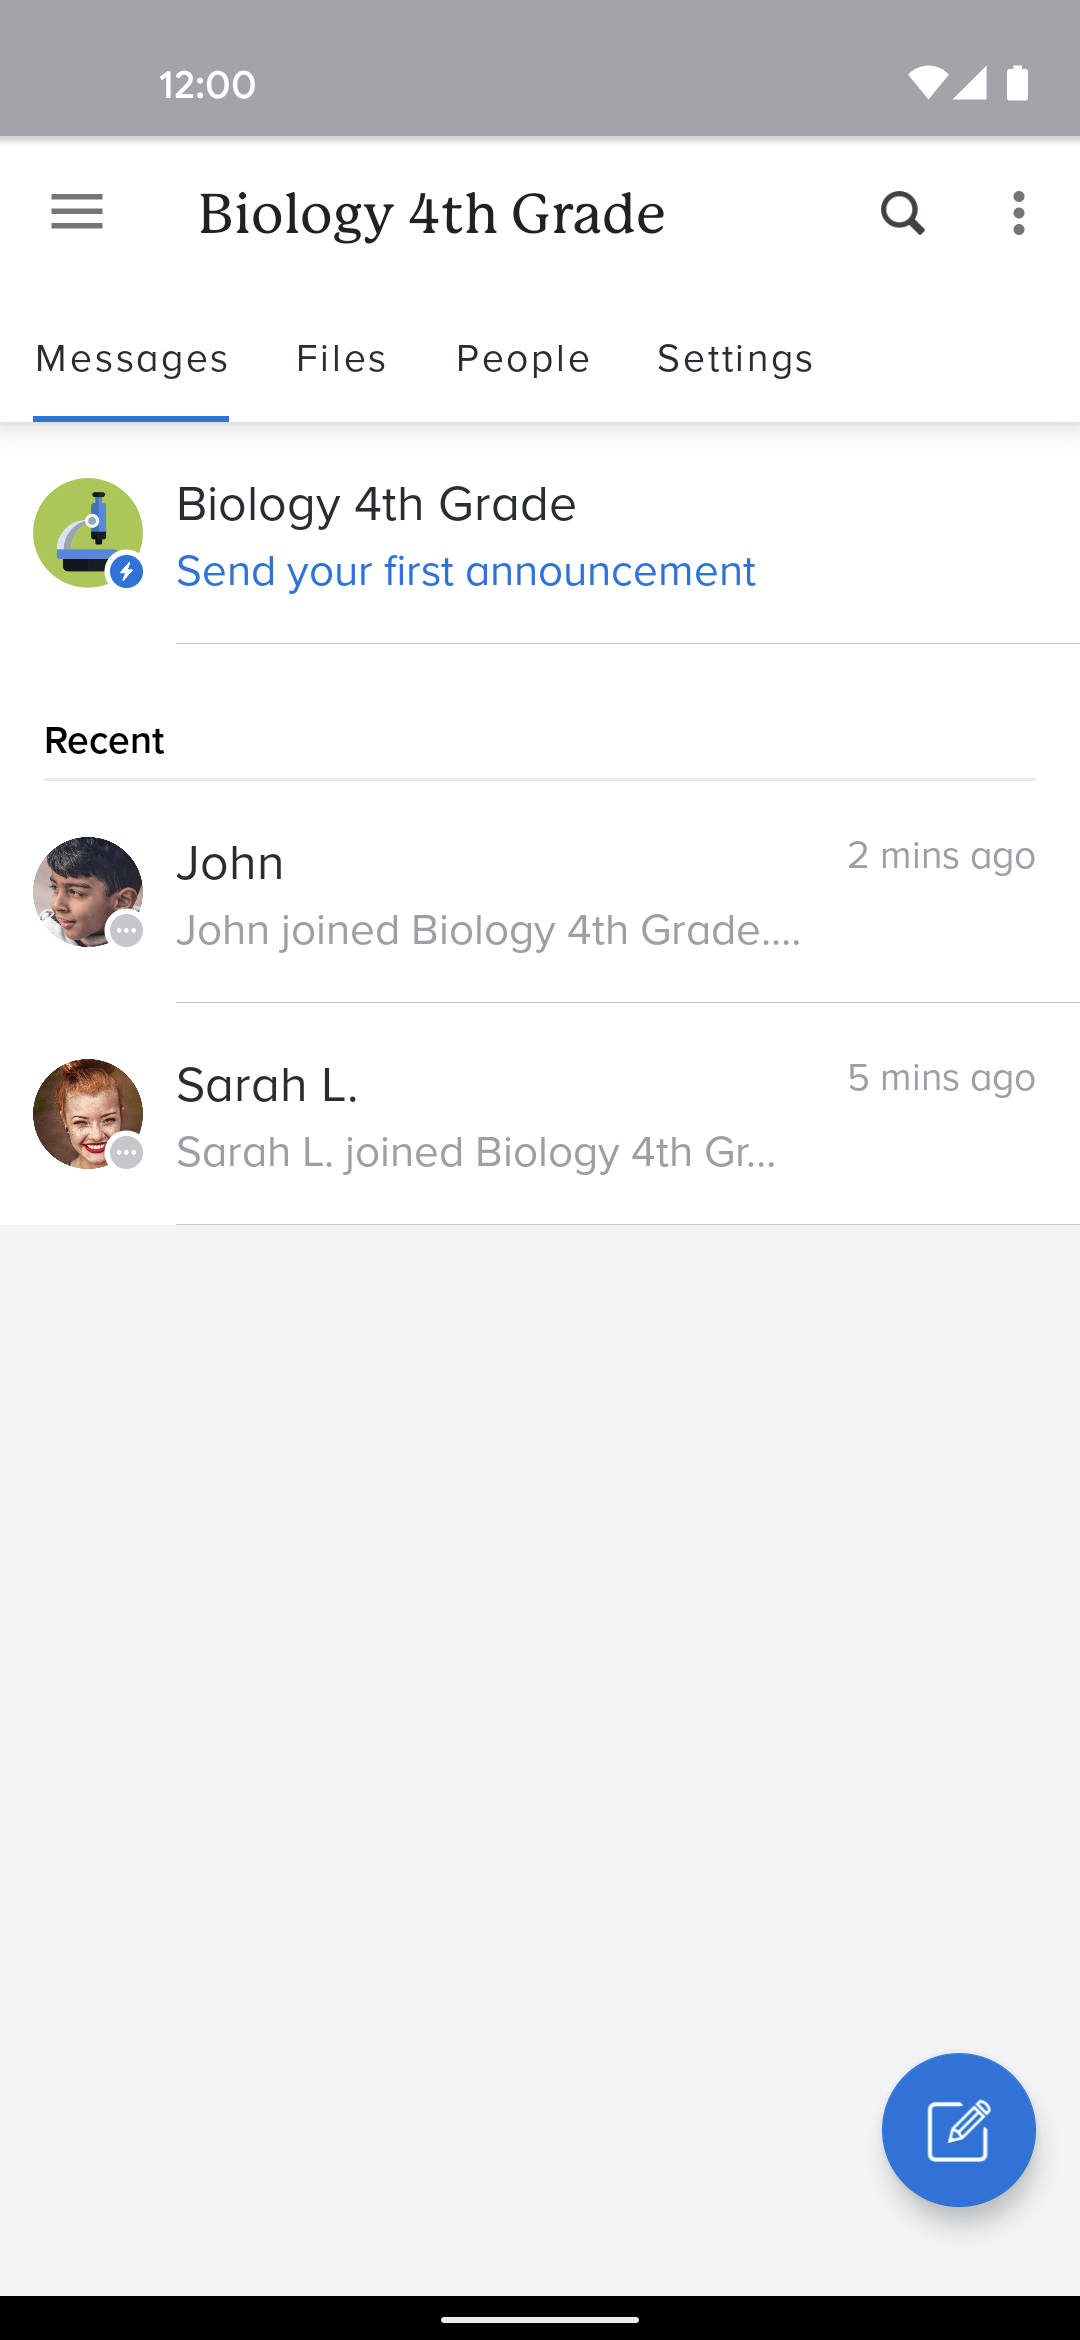 12:00
Biology 4th Grade
Messages Files People Settings
Biology 4th Grade
Send your first announcement
Recent
John 2 mins ago
John joined Biology 4th Grade....
Sarah L. 5 mins ago
Sarah L. joined Biology 4th Gr...